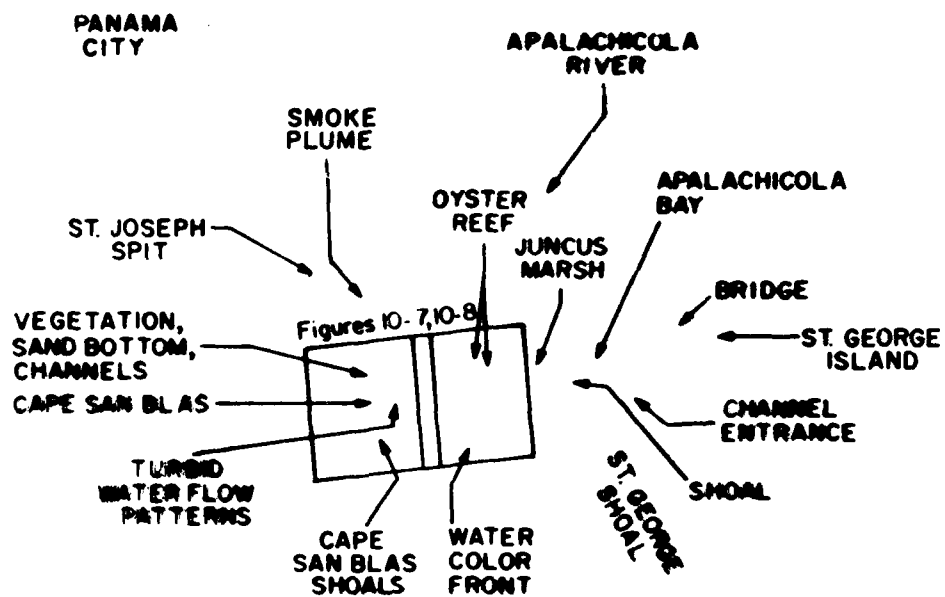 PANAMA
CITY
APALACHICOLA
RIVER
SMOKE
PLUME
APALACHICOLA
BAY
OYSTER
REEF
ST. JOSEPH
SPIT
JUNCUS
MARSH
BRIDGE
Figures 10-7,10-8
VEGETATION,
SAND BOTTOM,
CHANNELS
ST. GEORGE
ISLAND
CAPE SAN BLAS
CHANNEL
ENTRANCE
TURBID
WATER FLOW
PATTERNS
ST. GEORGE
SHOAL
SHOAL
CAPE
SAN BLAS
SHOALS
WATER
COLOR
FRONT